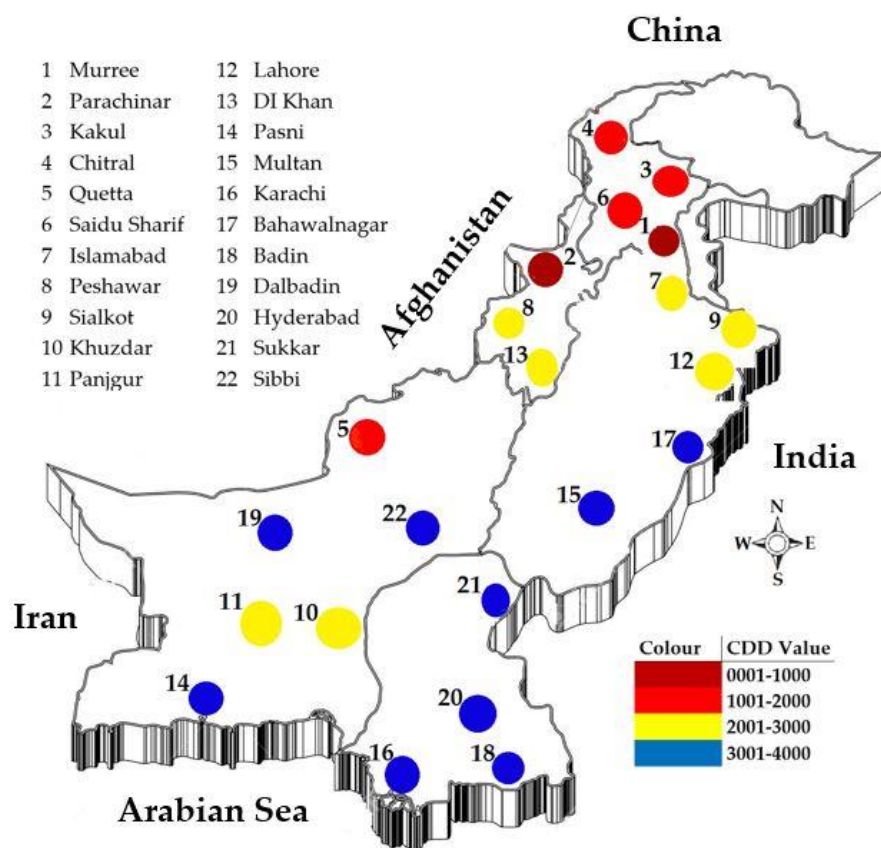 China
1 Murree
2 Parachinar
3 Kakul
4 Chitral
5 Quetta
6 Saidu Sharif
7 Islamabad
8 Peshawar
9 Sialkot
10 Khuzdar
11 Panjgur
12 Lahore
13 DI Khan
14 Pasni
15 Multan
16 Karachi
17 Bahawalnagar
18 Badin
19 Dalbadin
20 Hyderabad
21 Sukkar
22 Sibbi
4
3
6
1
2
Afghanistan
7
8
9
13
12
5
17
India
15
19
22
N
W E
S
21
Iran
11
10
Colour CDD Value
0001-1000
1001-2000
2001-3000
3001-4000
14
20
16
18
Arabian Sea